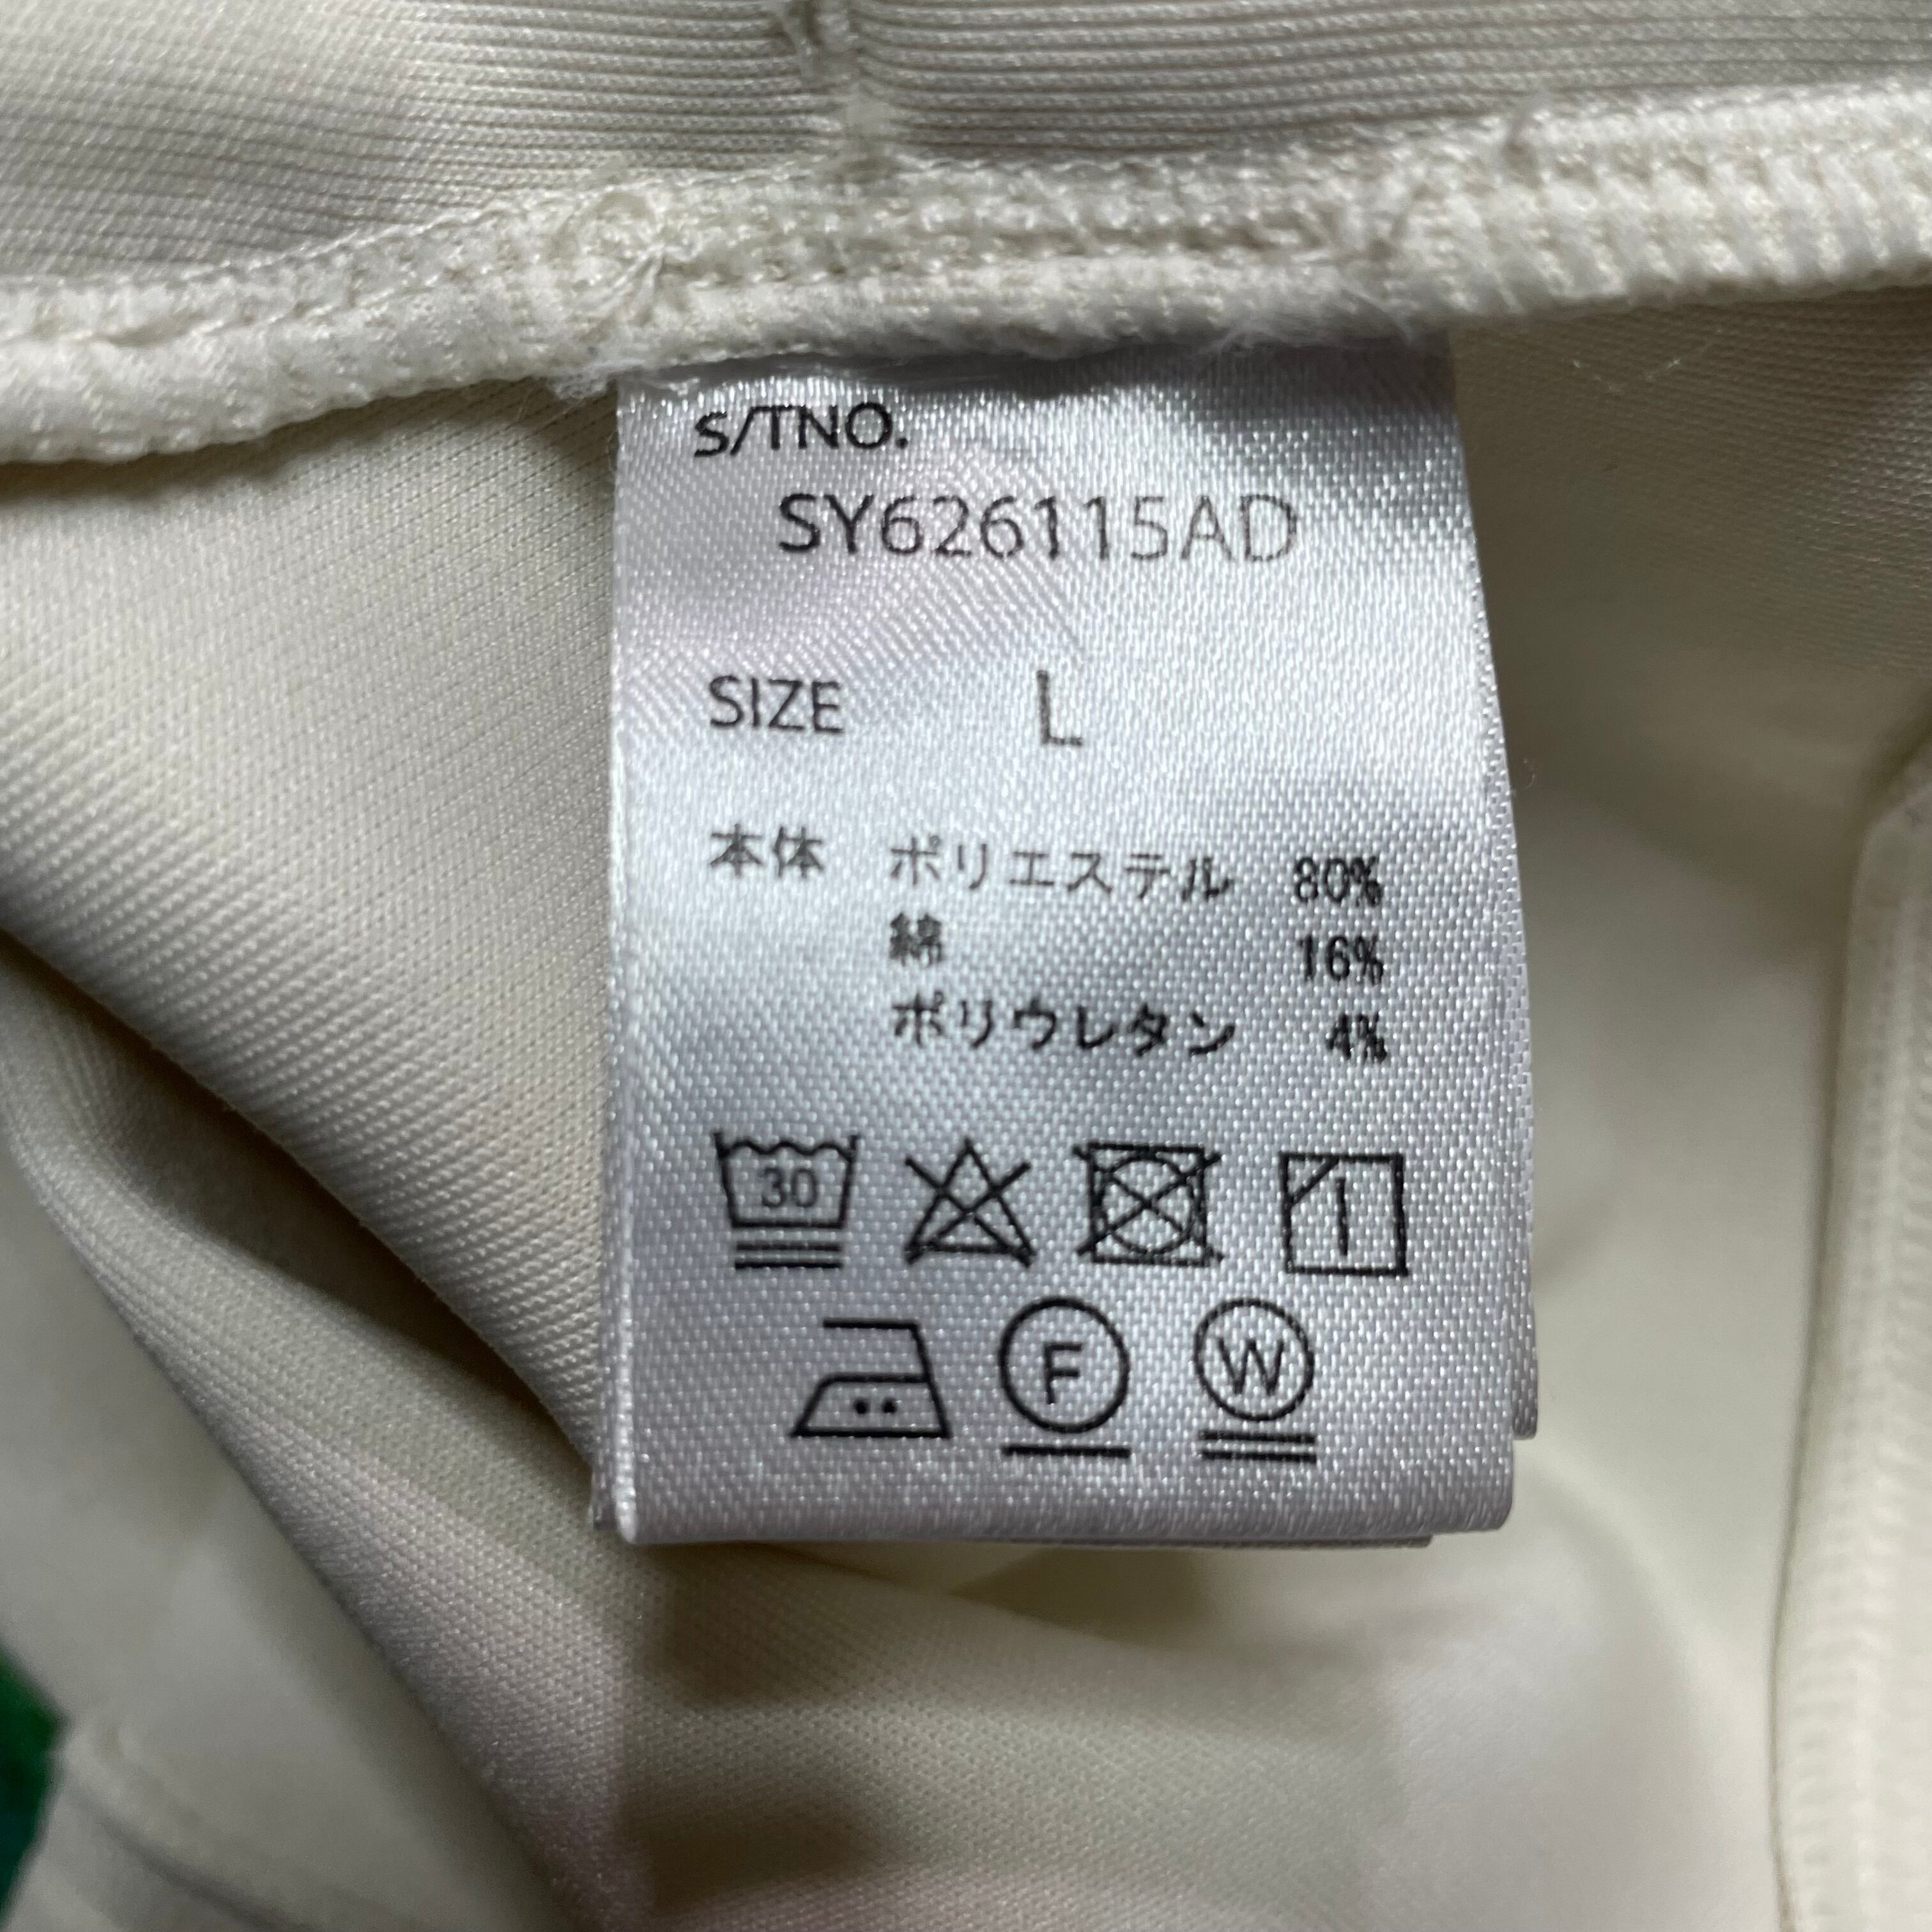 S/TNO.
SY626115AD
SIZE L
本体 ポリエステル 80%
綿 16%
ポリウレタン 4%
30
F W